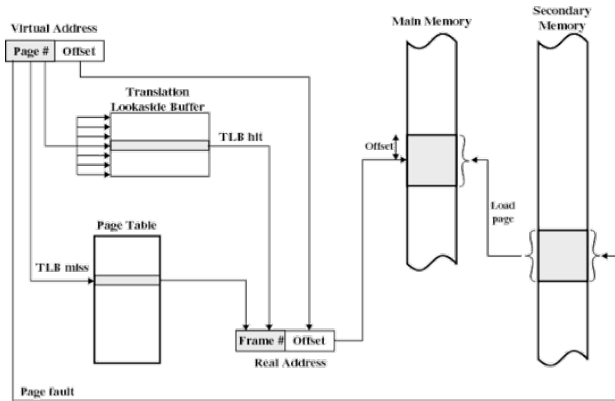 Virtual Address
Page #
Offset
Translation
Lookaside Buffer
TLB hit
Page Table
TLB miss
Frame #
Offset
Real Address
Page fault
Main Memory
Offset
Load
page
Secondary
Memory